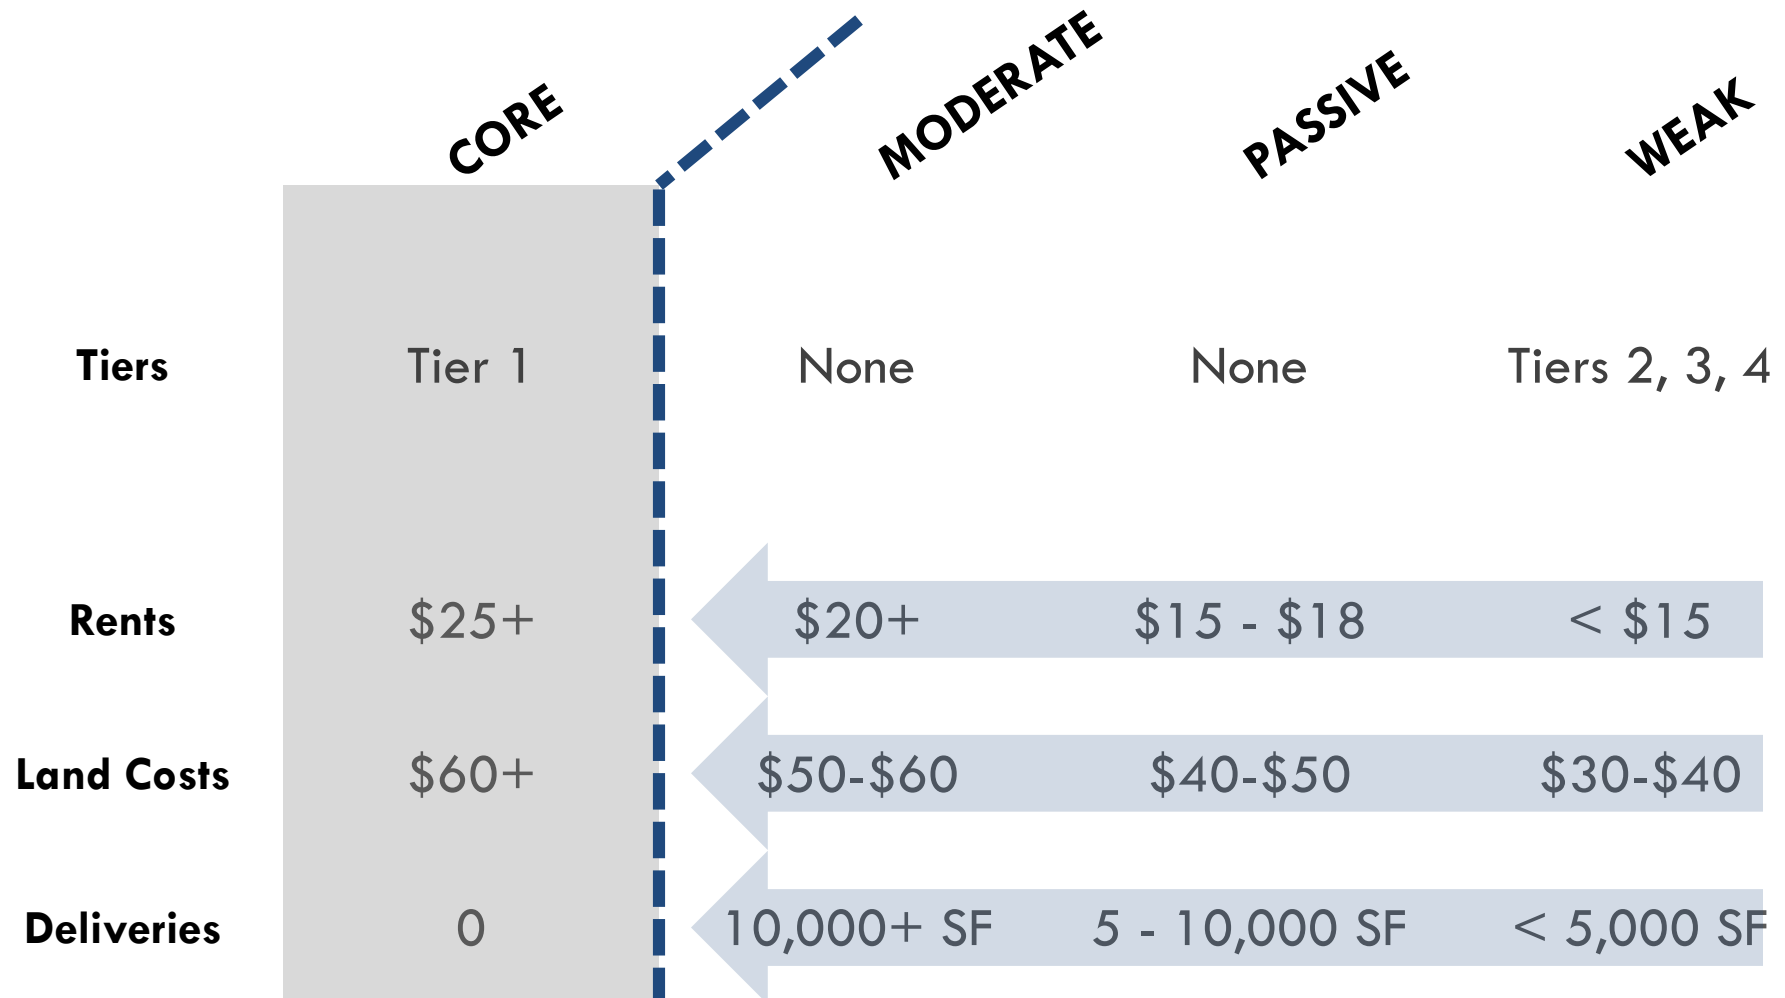 CORE MODERATE PASSIVE WEAK
Tiers Tier 1 None None Tiers 2, 3, 4
Rents $25+ $20+ $15 - $18 < $15
Land Costs $60+ $50-$60 $40-$50 $30-$40
Deliveries 0 10,000+ SF 5 - 10,000 SF < 5,000 SF